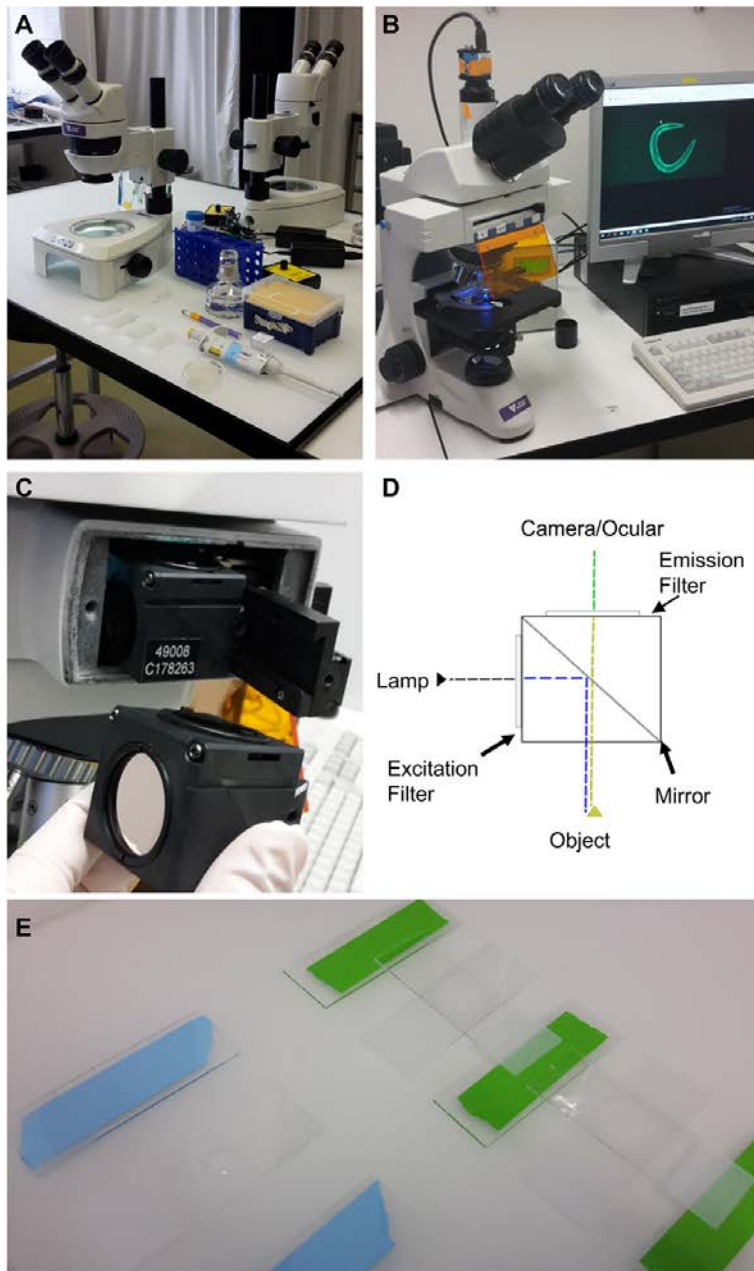 A
B
C
49008
C178263
D
Camera/Ocular
Emission
Filter
Lamp
Excitation
Filter
Mirror
Object
E